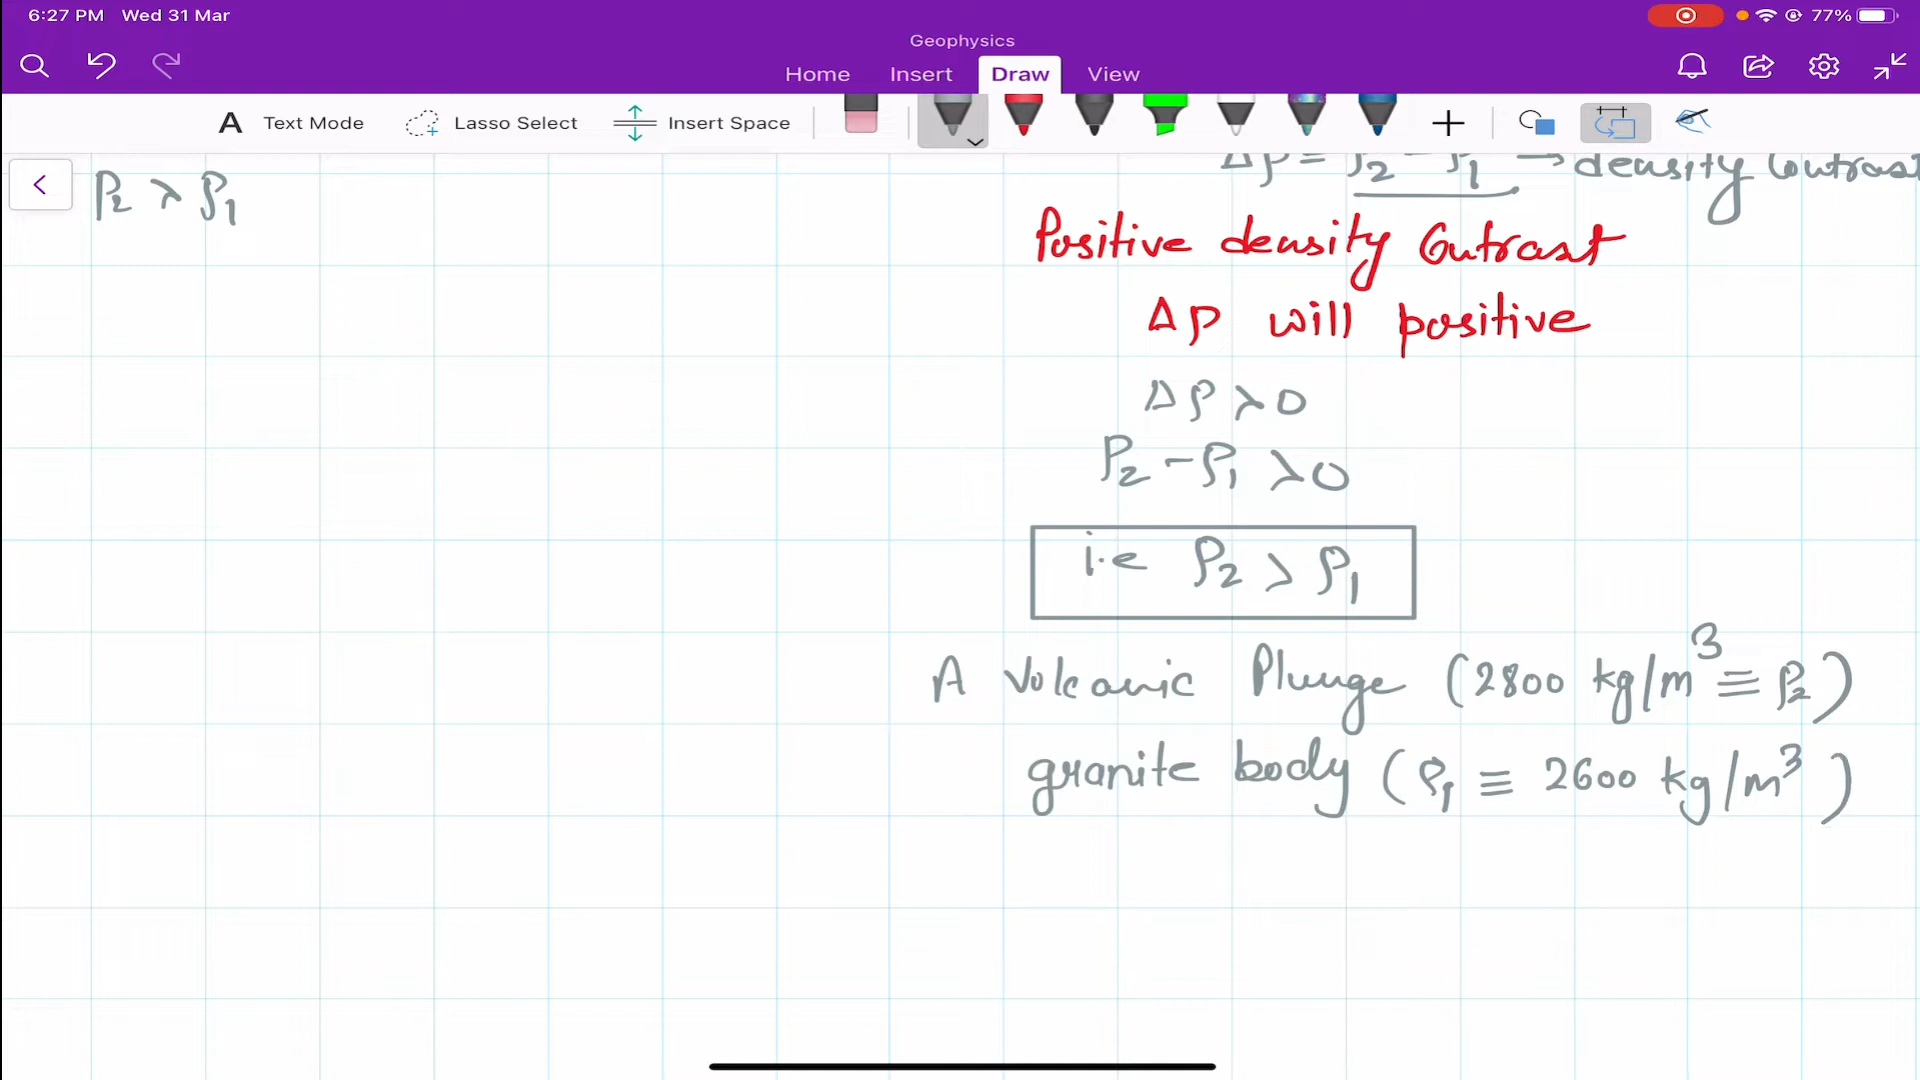 6:27 PM Wed 31 Mar
77%
Geophysics
Home Insert Draw View
A Text Mode Lasso Select Insert Space
ρ2 > ρ1
Δρ = ρ2 - ρ1 → density Contrast
Positive density Contrast
Δρ will positive
Δρ > 0
ρ2 - ρ1 > 0
i.e ρ2 > ρ1
A Volcanic Plunge (2800 kg/m³ ≡ ρ2)
granite body (ρ1 ≡ 2600 kg/m³)